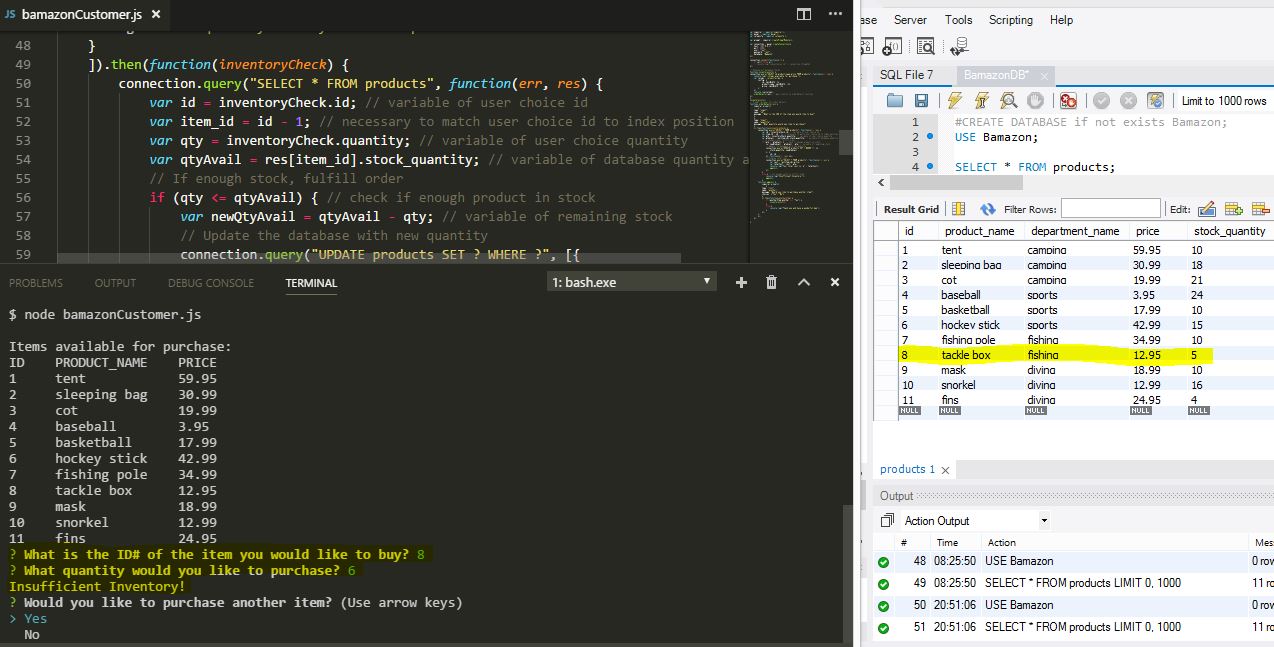 JS bamazonCustomer.js
48 }
49 ]).then(function(inventoryCheck) {
50 connection.query("SELECT * FROM products", function(err, res) {
51 var id = inventoryCheck.id; // variable of user choice id
52 var item_id = id - 1; // necessary to match user choice id to index position
53 var qty = inventoryCheck.quantity; // variable of user choice quantity
54 var qtyAvail = res[item_id].stock_quantity; // variable of database quantity a
55 // If enough stock, fulfill order
56 if (qty <= qtyAvail) { // check if enough product in stock
57 var newQtyAvail = qtyAvail - qty; // variable of remaining stock
58 // Update the database with new quantity
59 connection.query("UPDATE products SET ? WHERE ?", [{
PROBLEMS OUTPUT DEBUG CONSOLE TERMINAL 1: bash.exe
$ node bamazonCustomer.js
Items available for purchase:
ID PRODUCT_NAME PRICE
1 tent 59.95
2 sleeping bag 30.99
3 cot 19.99
4 baseball 3.95
5 basketball 17.99
6 hockey stick 42.99
7 fishing pole 34.99
8 tackle box 12.95
9 mask 18.99
10 snorkel 12.99
11 fins 24.95
? What is the ID# of the item you would like to buy? 8
? What quantity would you like to purchase? 6
Insufficient Inventory!
? Would you like to purchase another item? (Use arrow keys)
> Yes
No
ase Server Tools Scripting Help
SQL File 7 BamazonDB*
Limit to 1000 rows
1 #CREATE DATABASE if not exists Bamazon;
2 USE Bamazon;
3
4 SELECT * FROM products;
Result Grid Filter Rows: Edit:
id product_name department_name price stock_quantity
1 tent camping 59.95 10
2 sleeping bag camping 30.99 18
3 cot camping 19.99 21
4 baseball sports 3.95 24
5 basketball sports 17.99 10
6 hockey stick sports 42.99 15
7 fishing pole fishing 34.99 10
8 tackle box fishing 12.95 5
9 mask diving 18.99 10
10 snorkel diving 12.99 16
11 fins diving 24.95 4
NULL NULL NULL NULL NULL
products 1
Output
Action Output
# Time Action Mes
48 08:25:50 USE Bamazon 0 row
49 08:25:50 SELECT * FROM products LIMIT 0, 1000 11 ro
50 20:51:06 USE Bamazon 0 row
51 20:51:06 SELECT * FROM products LIMIT 0, 1000 11 ro